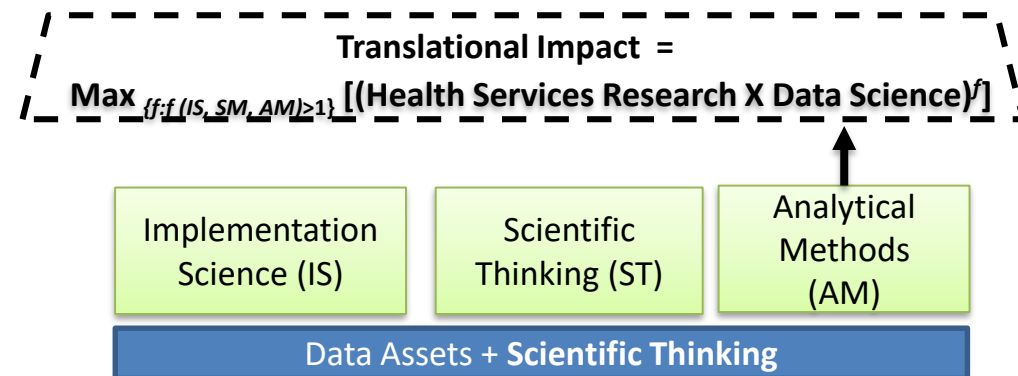 Translational Impact =
Max {f:f (IS, SM, AM)>1} [(Health Services Research X Data Science)f]
Implementation
Science (IS)
Scientific
Thinking (ST)
Analytical
Methods
(AM)
Data Assets + Scientific Thinking